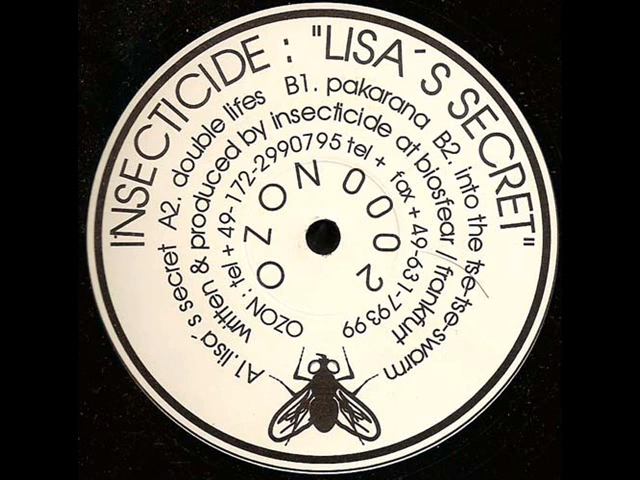 INSECTICIDE : "LISA´S SECRET"
A1. lisa´s secret A2. double lifes B1. pakarana B2. into the tse-tse-swarm
written & produced by insecticide at biosfear / frankfurt
OZON : tel + 49-172-2990795 tel + fax + 49-631-79399
OZON 0002